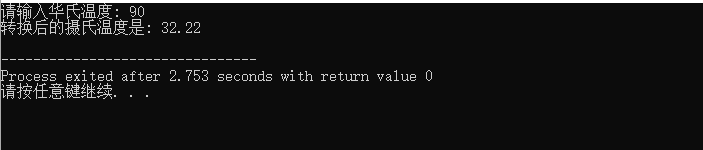 请输入华氏温度: 90
转换后的摄氏温度是: 32.22
--------------------------------
Process exited after 2.753 seconds with return value 0
请按任意键继续. . .